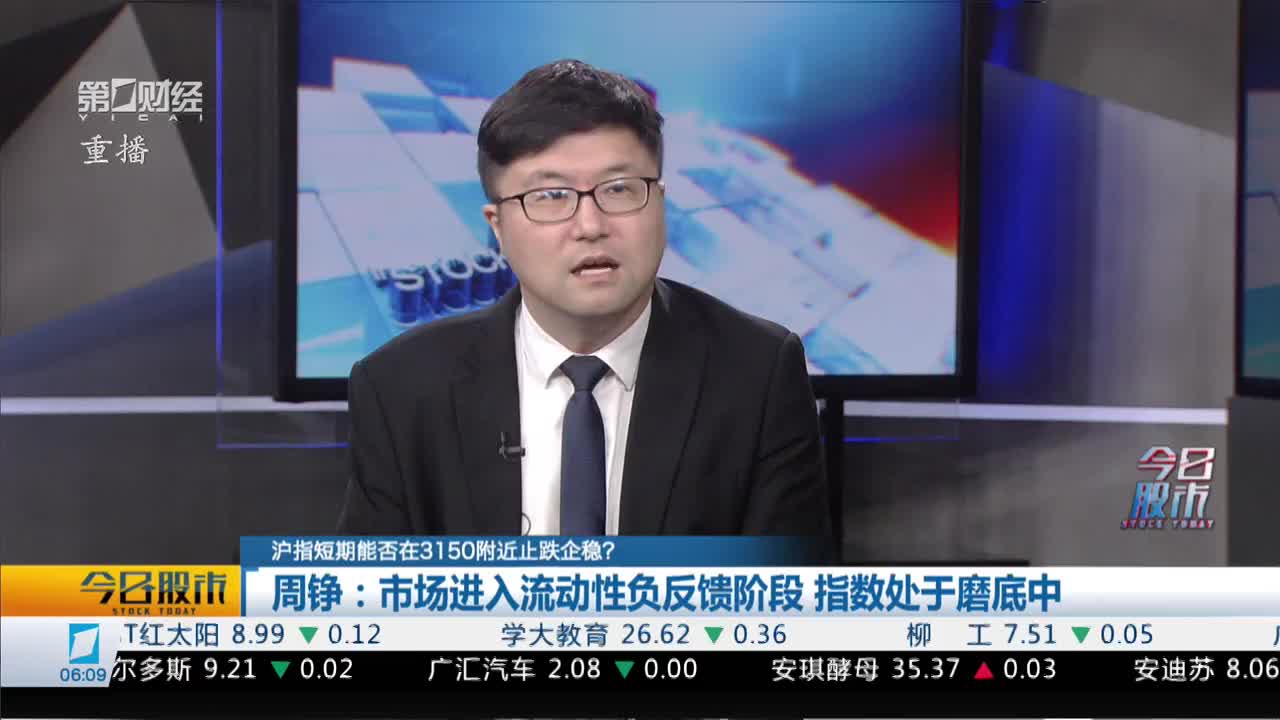 第一财经
YICAI
重播
STOCK
今日
股市
STOCK TODAY
沪指短期能否在3150附近止跌企稳?
今日股市
STOCK TODAY
周铮：市场进入流动性负反馈阶段 指数处于磨底中
T红太阳 8.99 ▼ 0.12 学大教育 26.62 ▼ 0.36 柳 工 7.51 ▼ 0.05
06:09
尔多斯 9.21 ▼ 0.02 广汇汽车 2.08 ▼ 0.00 安琪酵母 35.37 ▲ 0.03 安迪苏 8.06